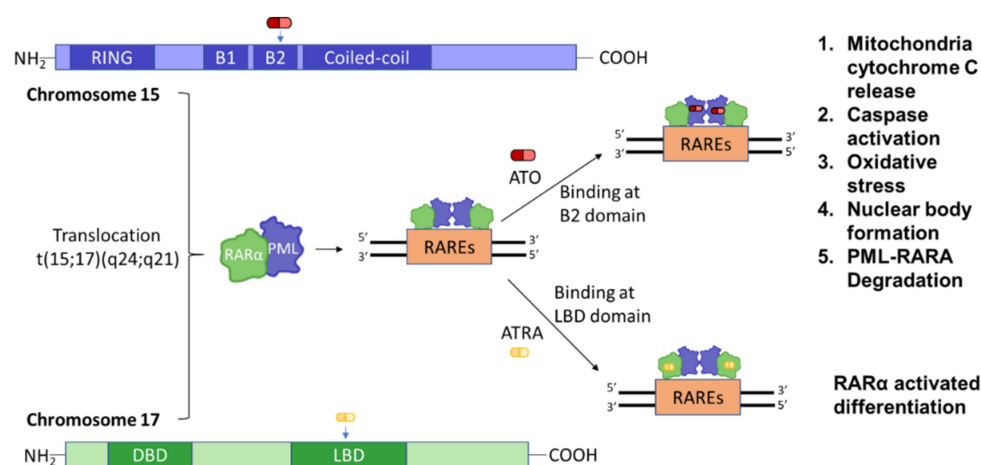 NH2 RING B1 B2 Coiled-coil COOH
Chromosome 15
Translocation
t(15;17)(q24;q21)
RARα PML
5’ 3’
RAREs
3’ 5’
ATO
Binding at
B2 domain
5’ 3’
RAREs
3’ 5’
1. Mitochondria
cytochrome C
release
2. Caspase
activation
3. Oxidative
stress
4. Nuclear body
formation
5. PML-RARA
Degradation
Binding at
LBD domain
ATRA
5’ 3’
RAREs
3’ 5’
RARα activated
differentiation
Chromosome 17
NH2 DBD LBD COOH